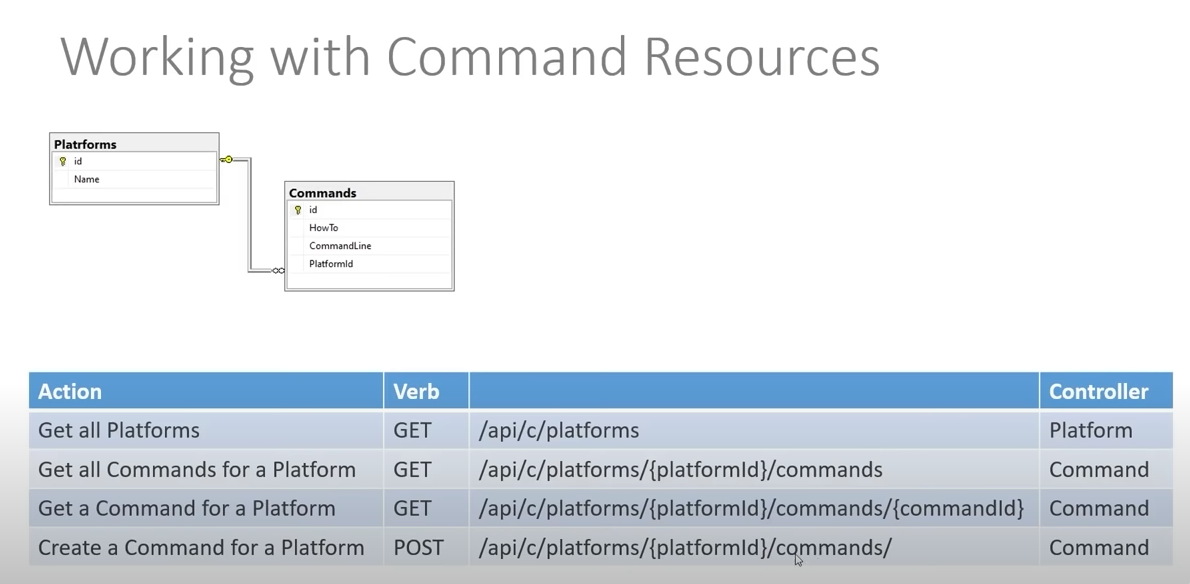 Working with Command Resources
Platrforms
id
Name
Commands
id
HowTo
CommandLine
PlatformId
Action Verb Controller
Get all Platforms GET /api/c/platforms Platform
Get all Commands for a Platform GET /api/c/platforms/{platformId}/commands Command
Get a Command for a Platform GET /api/c/platforms/{platformId}/commands/{commandId} Command
Create a Command for a Platform POST /api/c/platforms/{platformId}/commands/ Command